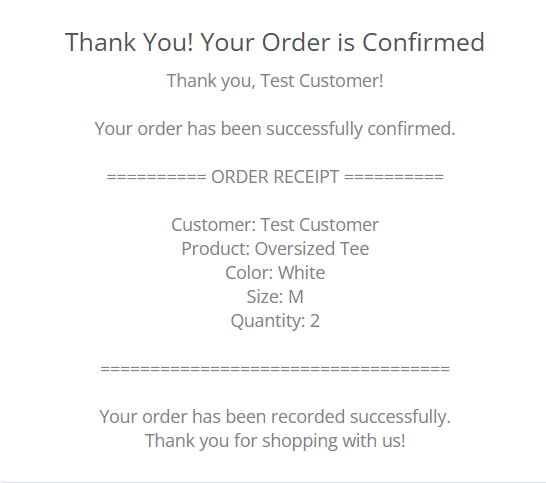 Thank You! Your Order is Confirmed
Thank you, Test Customer!
Your order has been successfully confirmed.
========== ORDER RECEIPT ==========
Customer: Test Customer
Product: Oversized Tee
Color: White
Size: M
Quantity: 2
===================================
Your order has been recorded successfully.
Thank you for shopping with us!